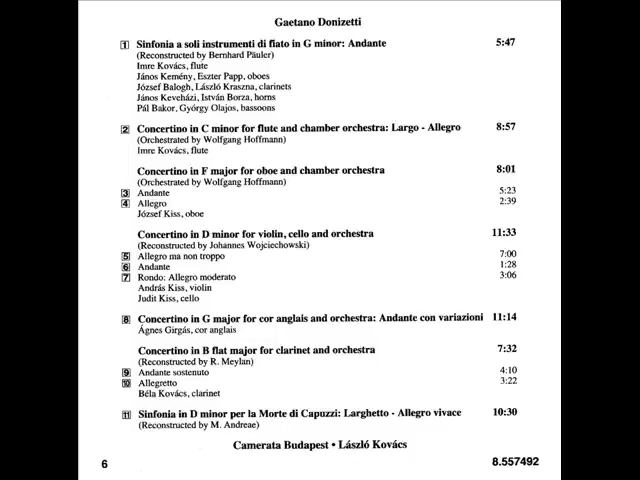 Gaetano Donizetti
1 Sinfonia a soli instrumenti di fiato in G minor: Andante 5:47
(Reconstructed by Bernhard Päuler)
Imre Kovács, flute
János Kemény, Eszter Papp, oboes
József Balogh, László Kraszna, clarinets
János Keveházi, István Borza, horns
Pál Bakor, György Olajos, bassoons
2 Concertino in C minor for flute and chamber orchestra: Largo - Allegro 8:57
(Orchestrated by Wolfgang Hoffmann)
Imre Kovács, flute
Concertino in F major for oboe and chamber orchestra 8:01
(Orchestrated by Wolfgang Hoffmann)
3 Andante 5:23
4 Allegro 2:39
József Kiss, oboe
Concertino in D minor for violin, cello and orchestra 11:33
(Reconstructed by Johannes Wojciechowski)
5 Allegro ma non troppo 7:00
6 Andante 1:28
7 Rondo: Allegro moderato 3:06
András Kiss, violin
Judit Kiss, cello
8 Concertino in G major for cor anglais and orchestra: Andante con variazioni 11:14
Ágnes Girgás, cor anglais
Concertino in B flat major for clarinet and orchestra 7:32
(Reconstructed by R. Meylan)
9 Andante sostenuto 4:10
10 Allegretto 3:22
Béla Kovács, clarinet
11 Sinfonia in D minor per la Morte di Capuzzi: Larghetto - Allegro vivace 10:30
(Reconstructed by M. Andreae)
Camerata Budapest • László Kovács
6 8.557492